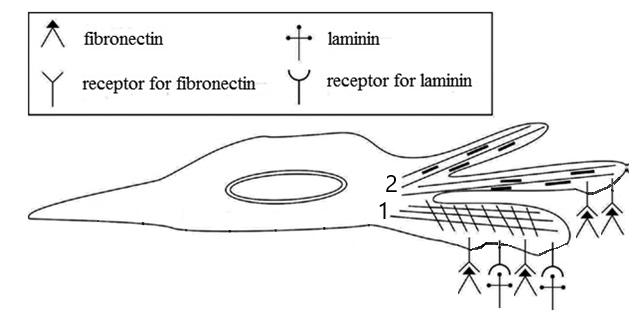 fibronectin
laminin
receptor for fibronectin
receptor for laminin
2
1